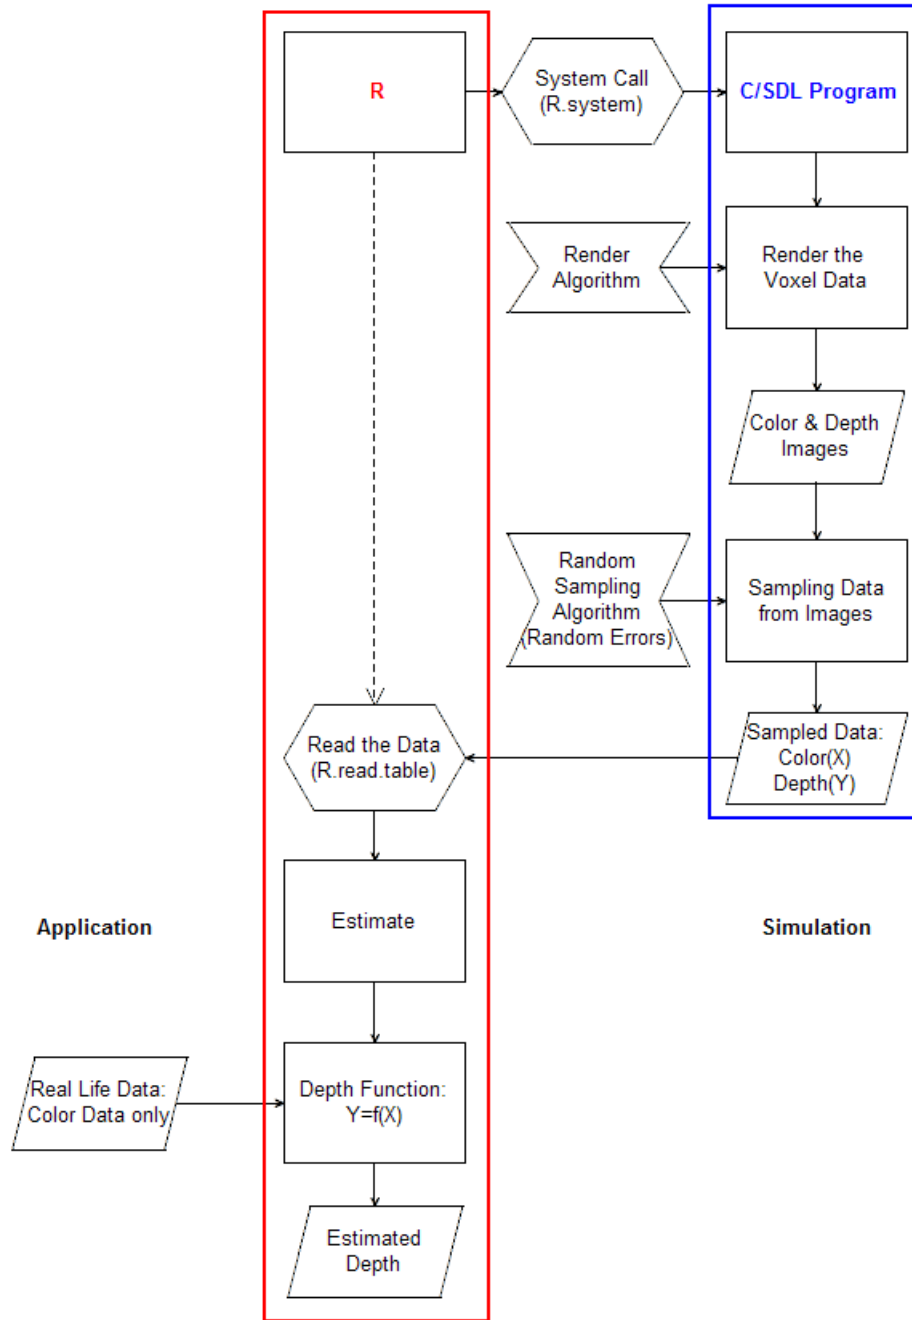 R
System Call
(R.system)
C/SDL Program
Render
Algorithm
Render the
Voxel Data
Color & Depth
Images
Random
Sampling
Algorithm
(Random Errors)
Sampling Data
from Images
Read the Data
(R.read.table)
Sampled Data:
Color(X)
Depth(Y)
Application
Estimate
Simulation
Real Life Data:
Color Data only
Depth Function:
Y=f(X)
Estimated
Depth